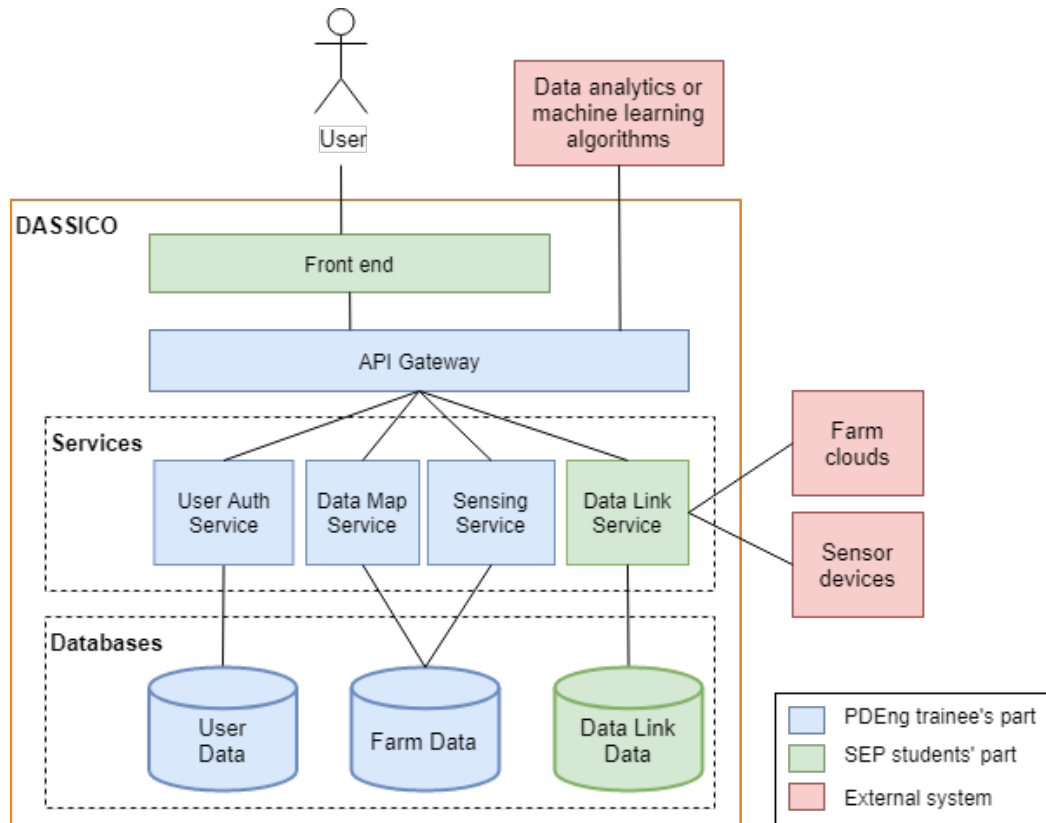 User
Data analytics or
machine learning
algorithms
DASSICO
Front end
API Gateway
Services
User Auth
Service
Data Map
Service
Sensing
Service
Data Link
Service
Farm
clouds
Sensor
devices
Databases
User
Data
Farm Data
Data Link
Data
PDEng trainee's part
SEP students' part
External system